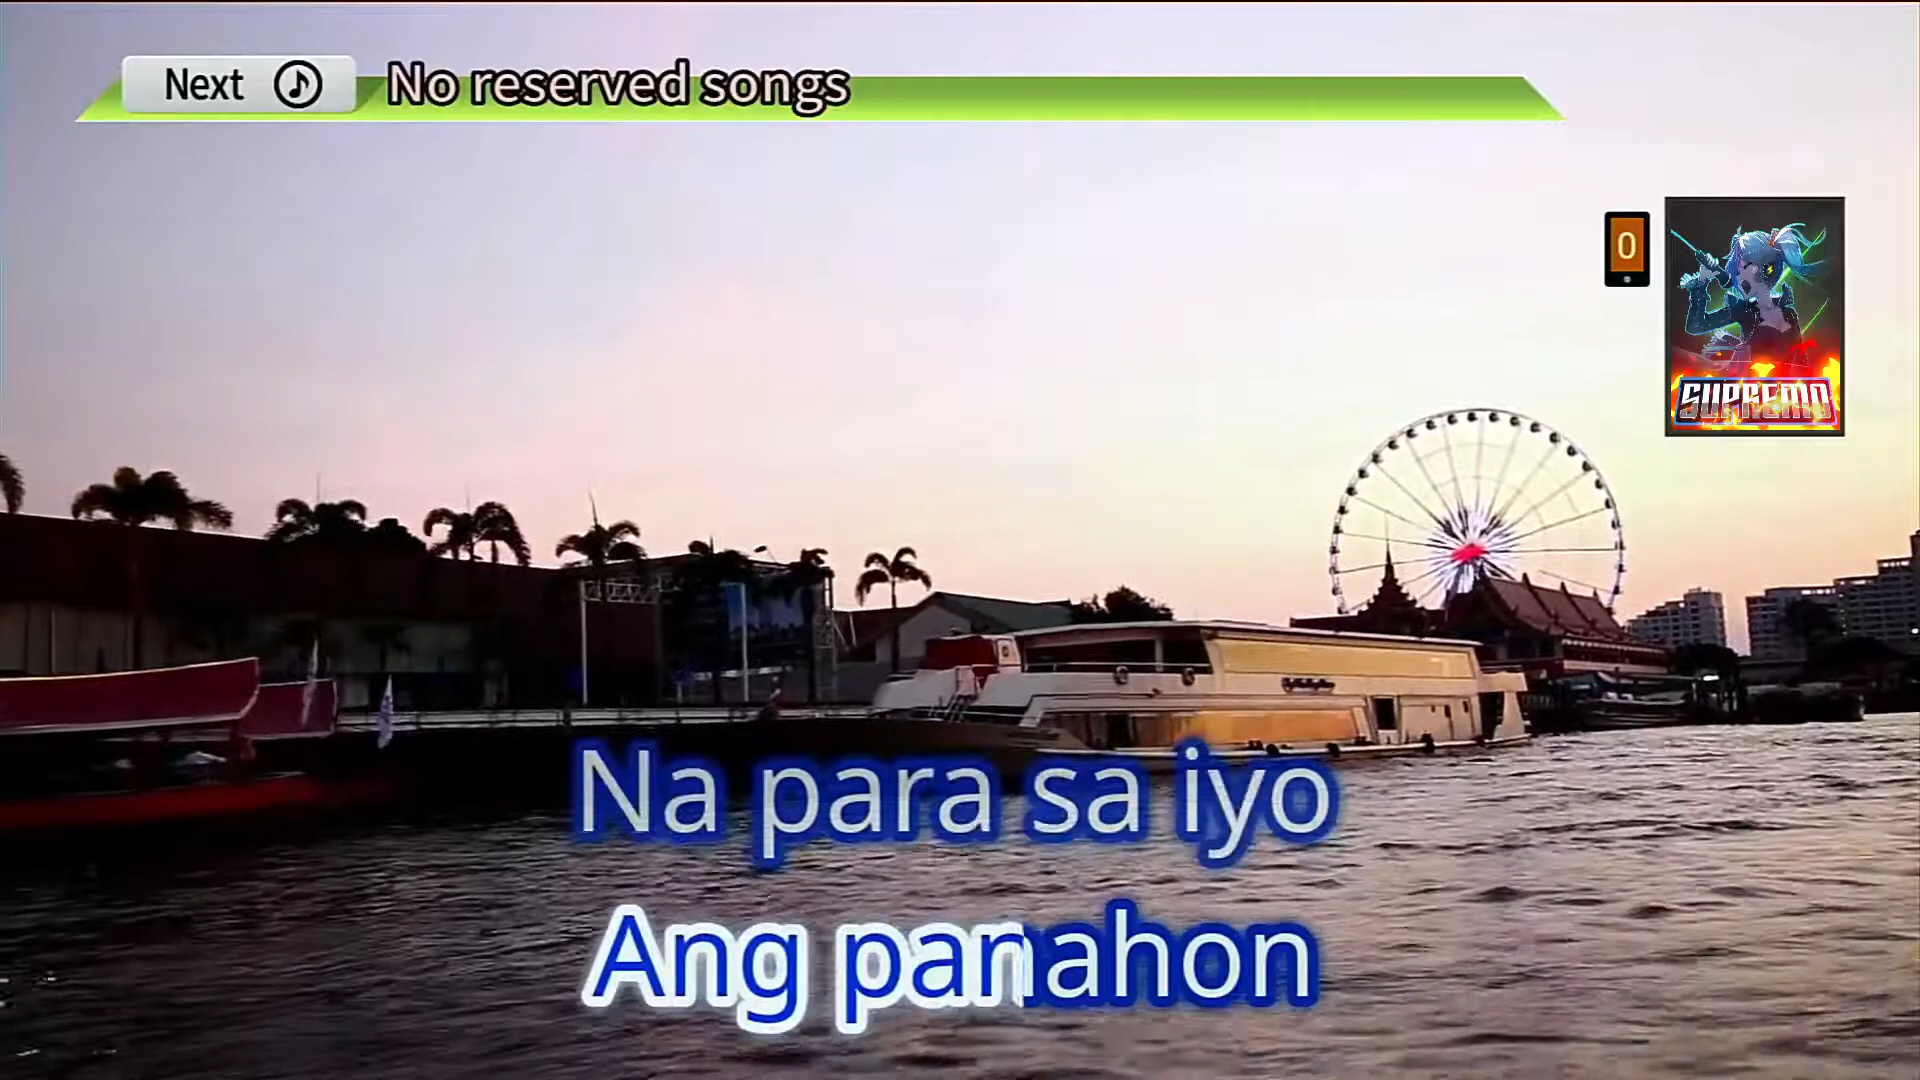 Next
No reserved songs
0
SUPREMO
Na para sa iyo
Ang panahon